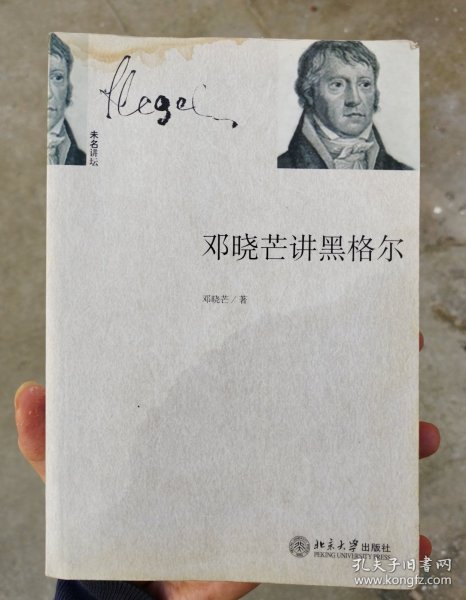 Hegel
未名讲坛
邓晓芒讲黑格尔
邓晓芒/著
北京大学出版社
PEKING UNIVERSITY PRESS
孔夫子旧书网
www.kongfz.com